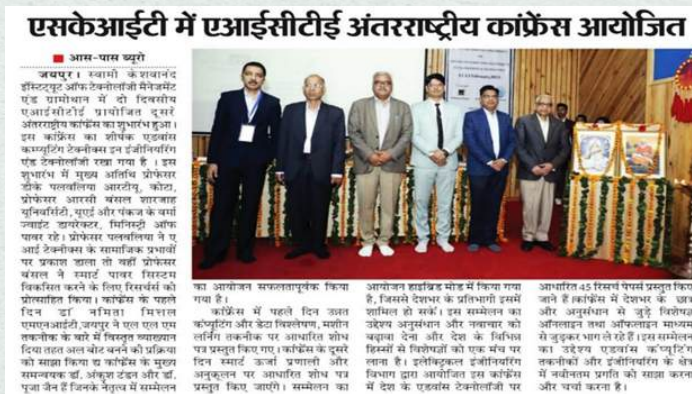 एसकेआईटी में एआईसीटीई अंतरराष्ट्रीय कांफ्रेंस आयोजित
आस-पास ब्यूरो
जयपुर। स्वामी केशवानंद
इंस्टिट्यूट ऑफ टेक्नोलॉजी मैनेजमेंट
एंड ग्रामोथान में दो दिवसीय
एआईसीटीई प्रायोजित दूसरे
अंतरराष्ट्रीय कांफ्रेंस का शुभारंभ हुआ।
इस कांफ्रेंस का शीर्षक एडवांस
कम्प्यूटिंग टेक्नीक्स इन इंजीनियरिंग
एंड टेक्नोलॉजी रखा गया है । इस
शुभारंभ में मुख्य अतिथि प्रोफेसर
डीके पलवलिया आरटीयू, कोटा,
प्रोफेसर आरसी बंसल शारजाह
यूनिवर्सिटी, यूएई और पंकज के वर्मा
ज्वाइंट डायरेक्टर, मिनिस्ट्री ऑफ
पावर रहे। प्रोफेसर पलवलिया ने ए
आई टेक्नीक्स के सामाजिक प्रभावों
पर प्रकाश डाला तो वहीं प्रोफेसर
बंसल ने स्मार्ट पावर सिस्टम
विकसित करने के लिए रिसर्चर्स को
प्रोत्साहित किया। कांफ्रेंस के पहले
दिन डा नमिता मित्तल
एमएनआईटी,जयपुर ने एल एल एम
तकनीक के बारे में विस्तृत व्याख्यान
दिया तहत अल बीट बनने की प्रक्रिया
को साझा किया द्य कांफ्रेंस के मुख्य
समन्वयक डॉ. अंकुश टंडन और डॉ.
पूजा जैन हैं जिनके नेतृत्व में सम्मेलन
का आयोजन सफलतापूर्वक किया
गया है।
कांफ्रेंस में पहले दिन उन्नत
कंप्यूटिंग और डेटा विश्लेषण, मशीन
लर्निंग तकनीक पर आधारित शोध
पत्र प्रस्तुत किए गए। कांफ्रेंस के दूसरे
दिन स्मार्ट ऊर्जा प्रणाली और
अनुकूलन पर आधारित शोध पत्र
प्रस्तुत किए जाएंगे। सम्मेलन का
आयोजन हाइब्रिड मोड में किया गया
है, जिससे देशभर के प्रतिभागी इसमें
शामिल हो सकें। इस सम्मेलन का
उद्देश्य अनुसंधान और नवाचार को
बढ़ावा देना और देश के विभिन्न
हिस्सों से विशेषज्ञों को एक मंच पर
लाना है। इलेक्ट्रिकल इंजीनियरिंग
विभाग द्वारा आयोजित इस कांफ्रेंस
में देश के एडवांस टेक्नोलॉजी पर
आधारित 45 रिसर्च पेपर्स प्रस्तुत किए
जाने हैं।कांफ्रेंस में देशभर के छात्र
और अनुसंधान से जुड़े विशेषज्ञ
ऑनलाइन तथा ऑफलाइन माध्यम
से जुड़कर भाग ले रहे हैं। इस सम्मेलन
का उद्देश्य एडवांस कंप्यूटिंग
तकनीकों और इंजीनियरिंग के क्षेत्र
में नवीनतम प्रगति को साझा करना
और चर्चा करना है।